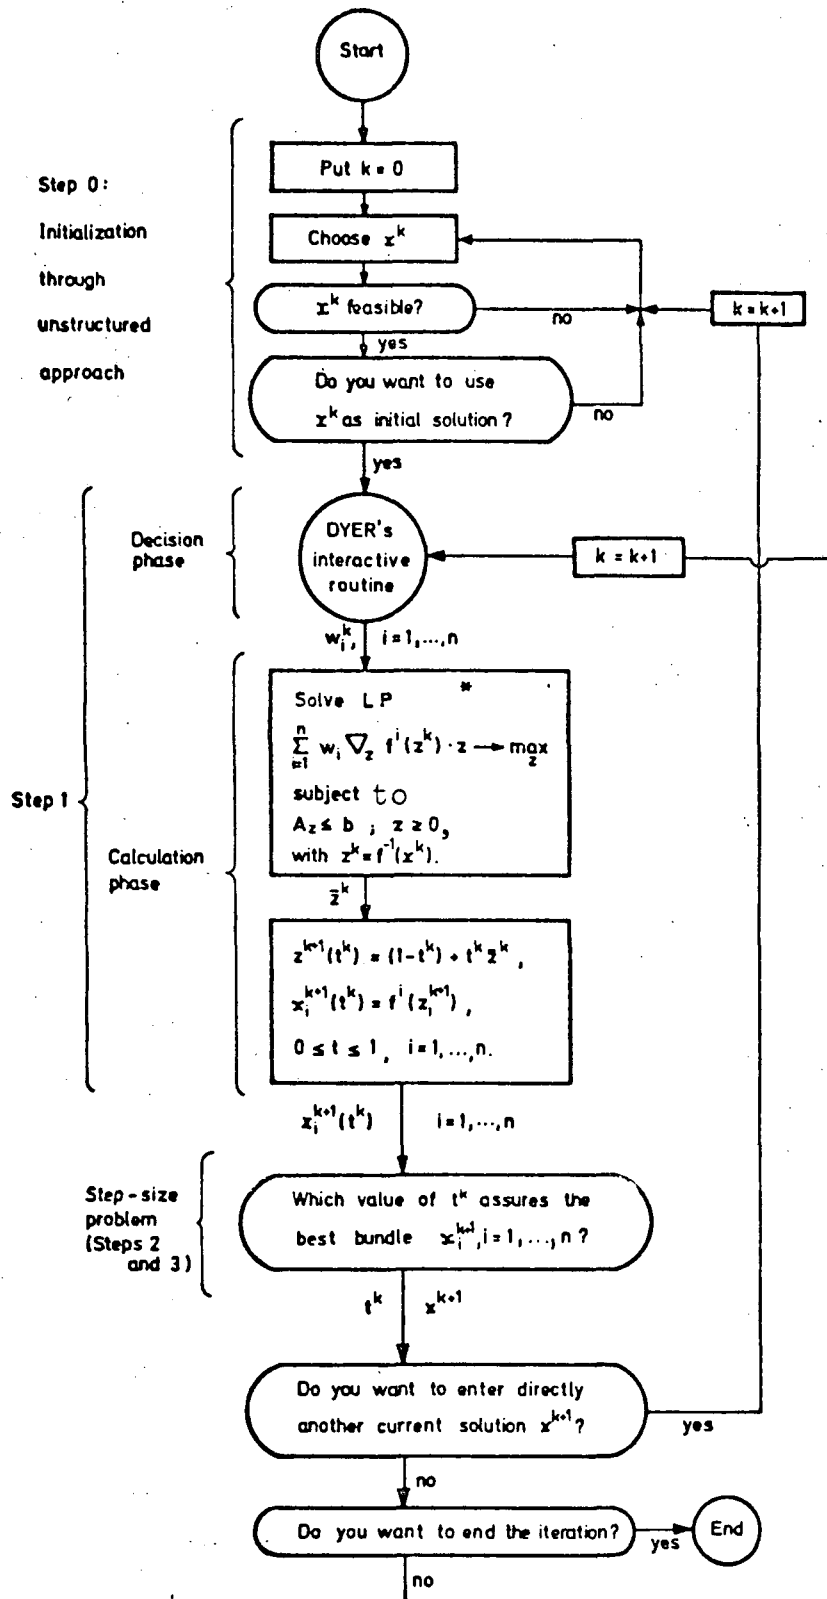 Start
Put k = 0
Step 0:
Initialization
through
unstructured
approach
Choose x^k
x^k feasible?
no
k = k+1
yes
Do you want to use
x^k as initial solution?
no
yes
Decision
phase
DYER's
interactive
routine
k = k+1
w_i^k, i = 1, ..., n
Step 1
Calculation
phase
Solve LP *
∑_{i=1}^n w_i ∇_z f^i(z^k) · z → max_z
subject to
Az ≤ b ; z ≥ 0,
with z^k = f^{-1}(x^k).
z̄^k
z^{k+1}(t^k) = (1-t^k) + t^k z̄^k,
x_i^{k+1}(t^k) = f^i(z_i^{k+1}),
0 ≤ t ≤ 1, i = 1, ..., n.
x_i^{k+1}(t^k) i = 1, ..., n
Step-size
problem
(Steps 2
and 3)
Which value of t^k assures the
best bundle x_i^{k+1}, i = 1, ..., n ?
t^k x^{k+1}
Do you want to enter directly
another current solution x^{k+1}?
yes
no
Do you want to end the iteration?
yes
End
no